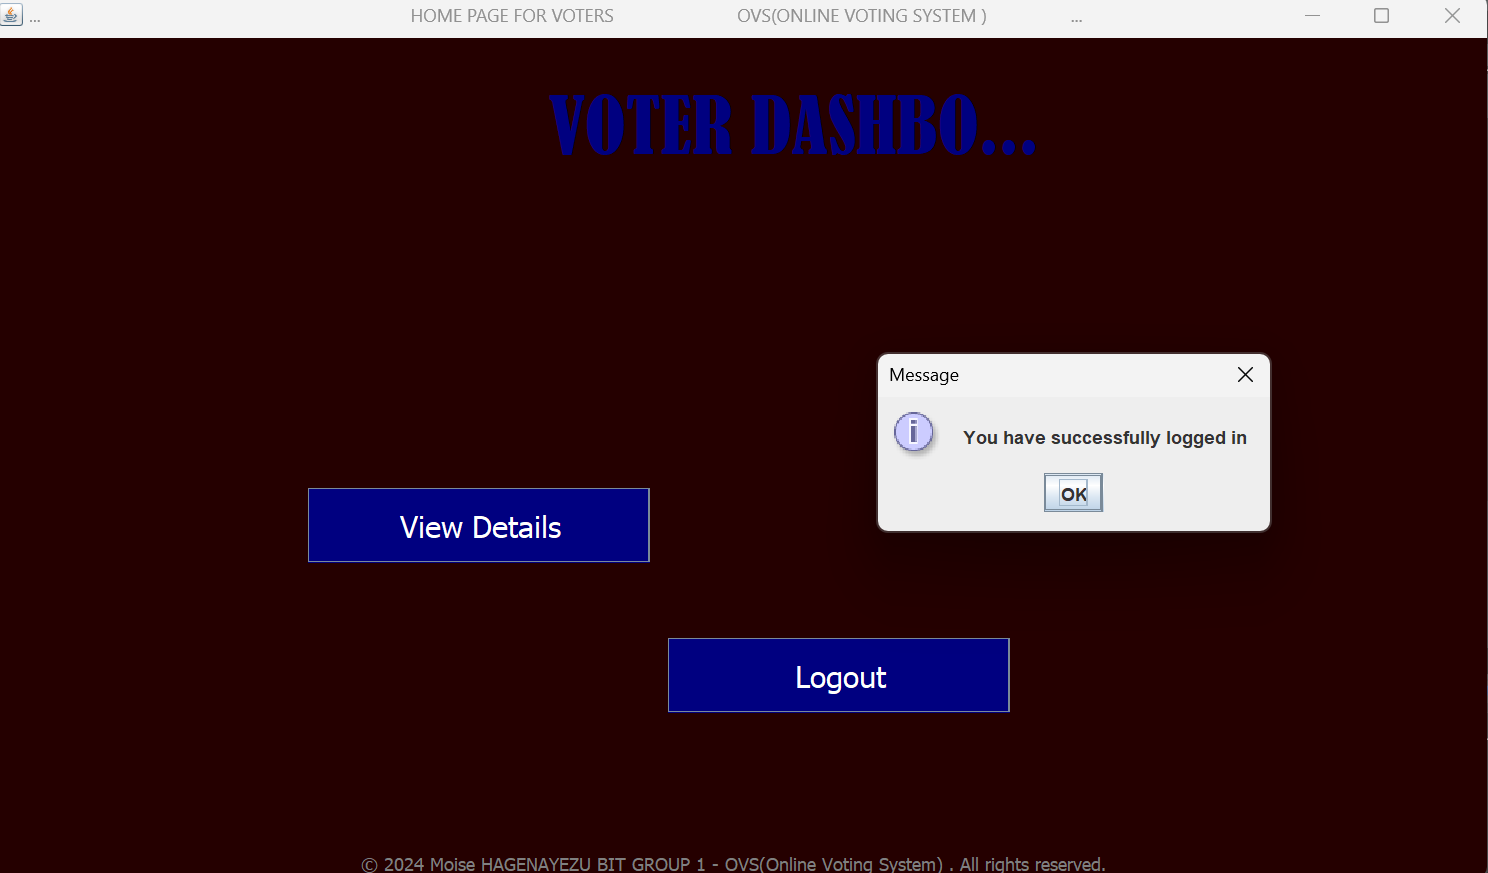 ... HOME PAGE FOR VOTERS OVS(ONLINE VOTING SYSTEM ) ...
VOTER DASHBO...
Message
i
You have successfully logged in
OK
View Details
Logout
© 2024 Moise HAGENAYEZU BIT GROUP 1 - OVS(Online Voting System) . All rights reserved.